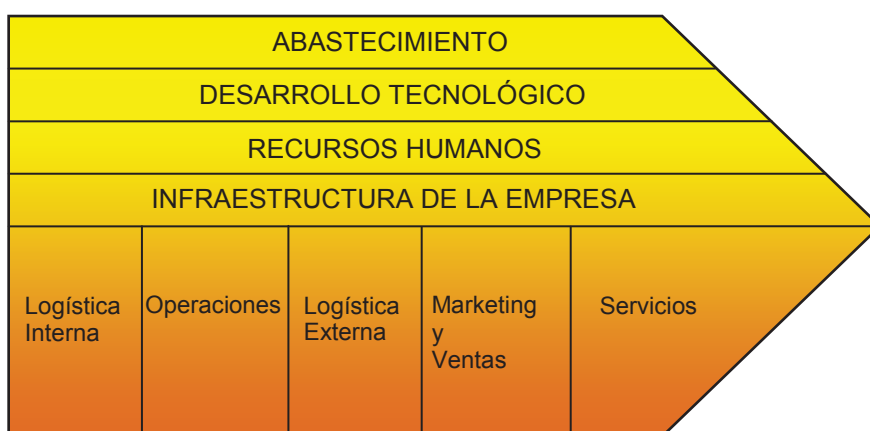 ABASTECIMIENTO
DESARROLLO TECNOLÓGICO
RECURSOS HUMANOS
INFRAESTRUCTURA DE LA EMPRESA
Logística
Interna
Operaciones
Logística
Externa
Marketing
y
Ventas
Servicios